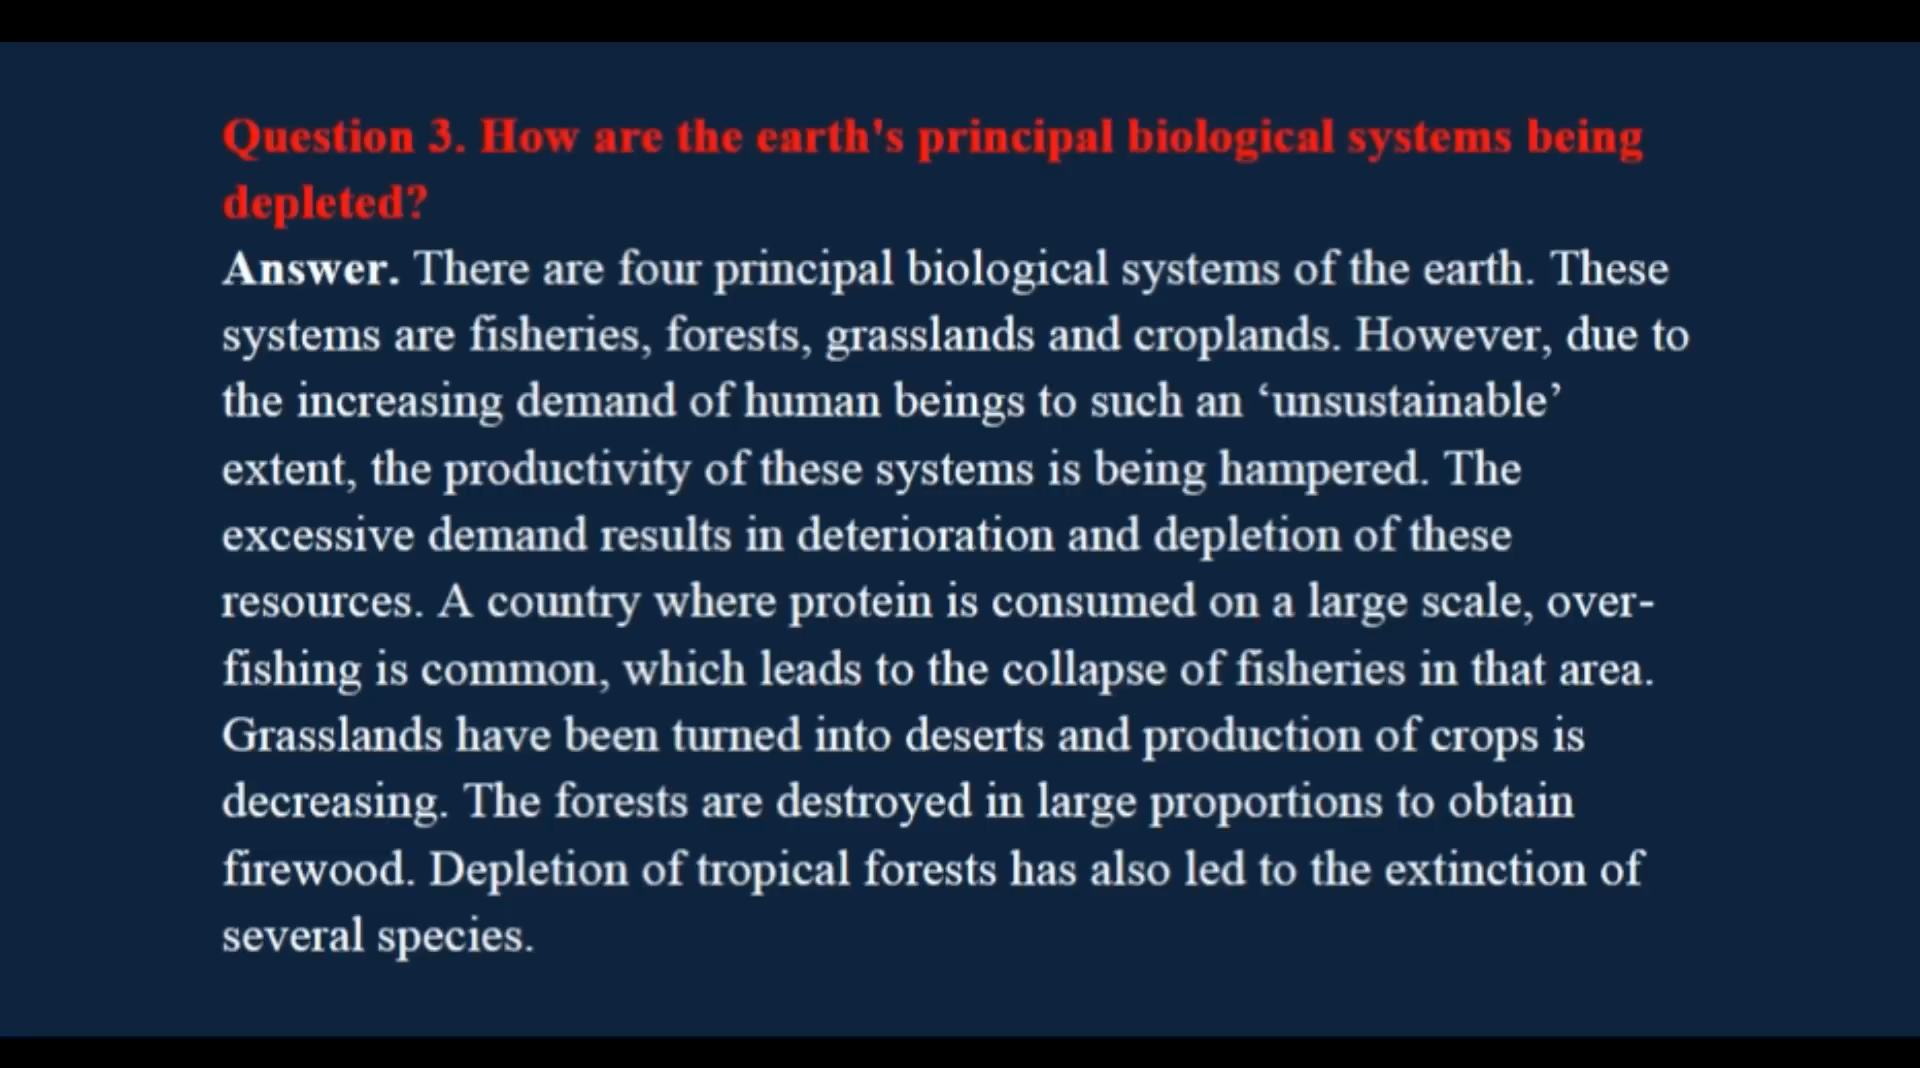 Question 3. How are the earth's principal biological systems being
depleted?
Answer. There are four principal biological systems of the earth. These
systems are fisheries, forests, grasslands and croplands. However, due to
the increasing demand of human beings to such an ‘unsustainable’
extent, the productivity of these systems is being hampered. The
excessive demand results in deterioration and depletion of these
resources. A country where protein is consumed on a large scale, over-
fishing is common, which leads to the collapse of fisheries in that area.
Grasslands have been turned into deserts and production of crops is
decreasing. The forests are destroyed in large proportions to obtain
firewood. Depletion of tropical forests has also led to the extinction of
several species.